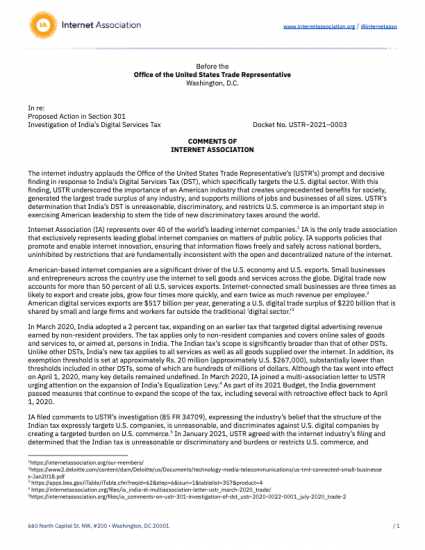 IA Internet Association
www.internetassociation.org / @internetassn
Before the
Office of the United States Trade Representative
Washington, D.C.
In re:
Proposed Action in Section 301
Investigation of India's Digital Services Tax Docket No. USTR–2021–0003
COMMENTS OF
INTERNET ASSOCIATION
The internet industry applauds the Office of the United States Trade Representative's (USTR's) prompt and decisive
finding in response to India's Digital Services Tax (DST), which specifically targets the U.S. digital sector. With this
finding, USTR underscored the importance of an American industry that creates unprecedented benefits for society,
generated the largest trade surplus of any industry, and supports millions of jobs and businesses of all sizes. USTR's
determination that India's DST is unreasonable, discriminatory, and restricts U.S. commerce is an important step in
exercising American leadership to stem the tide of new discriminatory taxes around the world.
Internet Association (IA) represents over 40 of the world's leading internet companies.¹ IA is the only trade association
that exclusively represents leading global internet companies on matters of public policy. IA supports policies that
promote and enable internet innovation, ensuring that information flows freely and safely across national borders,
uninhibited by restrictions that are fundamentally inconsistent with the open and decentralized nature of the internet.
American-based internet companies are a significant driver of the U.S. economy and U.S. exports. Small businesses
and entrepreneurs across the country use the internet to sell goods and services across the globe. Digital trade now
accounts for more than 50 percent of all U.S. services exports. Internet-connected small businesses are three times as
likely to export and create jobs, grow four times more quickly, and earn twice as much revenue per employee.²
American digital services exports are $517 billion per year, generating a U.S. digital trade surplus of $220 billion that is
shared by small and large firms and workers far outside the traditional 'digital sector.'³
In March 2020, India adopted a 2 percent tax, expanding on an earlier tax that targeted digital advertising revenue
earned by non-resident providers. The tax applies only to non-resident companies and covers online sales of goods
and services to, or aimed at, persons in India. The Indian tax's scope is significantly broader than that of other DSTs.
Unlike other DSTs, India's new tax applies to all services as well as all goods supplied over the internet. In addition, its
exemption threshold is set at approximately Rs. 20 million (approximately U.S. $267,000), substantially lower than
thresholds included in other DSTs, some of which are hundreds of millions of dollars. Although the tax went into effect
on April 1, 2020, many key details remained undefined. In March 2020, IA joined a multi-association letter to USTR
urging attention on the expansion of India's Equalization Levy.⁴ As part of its 2021 Budget, the India government
passed measures that continue to expand the scope of the tax, including several with retroactive effect back to April
1, 2020.
IA filed comments to USTR's investigation (85 FR 34709), expressing the industry's belief that the structure of the
Indian tax expressly targets U.S. companies, is unreasonable, and discriminates against U.S. digital companies by
creating a targeted burden on U.S. commerce.⁵ In January 2021, USTR agreed with the internet industry's filing and
determined that the Indian tax is unreasonable or discriminatory and burdens or restricts U.S. commerce, and
¹https://internetassociation.org/our-members/
²https://www2.deloitte.com/content/dam/Deloitte/us/Documents/technology-media-telecommunications/us-tmt-connected-small-businesse
s-Jan2018.pdf
³ https://apps.bea.gov/iTable/iTable.cfm?reqid=62&step=6&isuri=1&tablelist=357&product=4
⁴ https://internetassociation.org/files/ia_india-el-multiassociation-letter-ustr_march-2020_trade/
⁵https://internetassociation.org/files/ia_comments-on-ustr-301-investigation-of-dst_ustr-2020-0022-0001_july-2020_trade-2
660 North Capitol St. NW, #200 • Washington, DC 20001 / 1